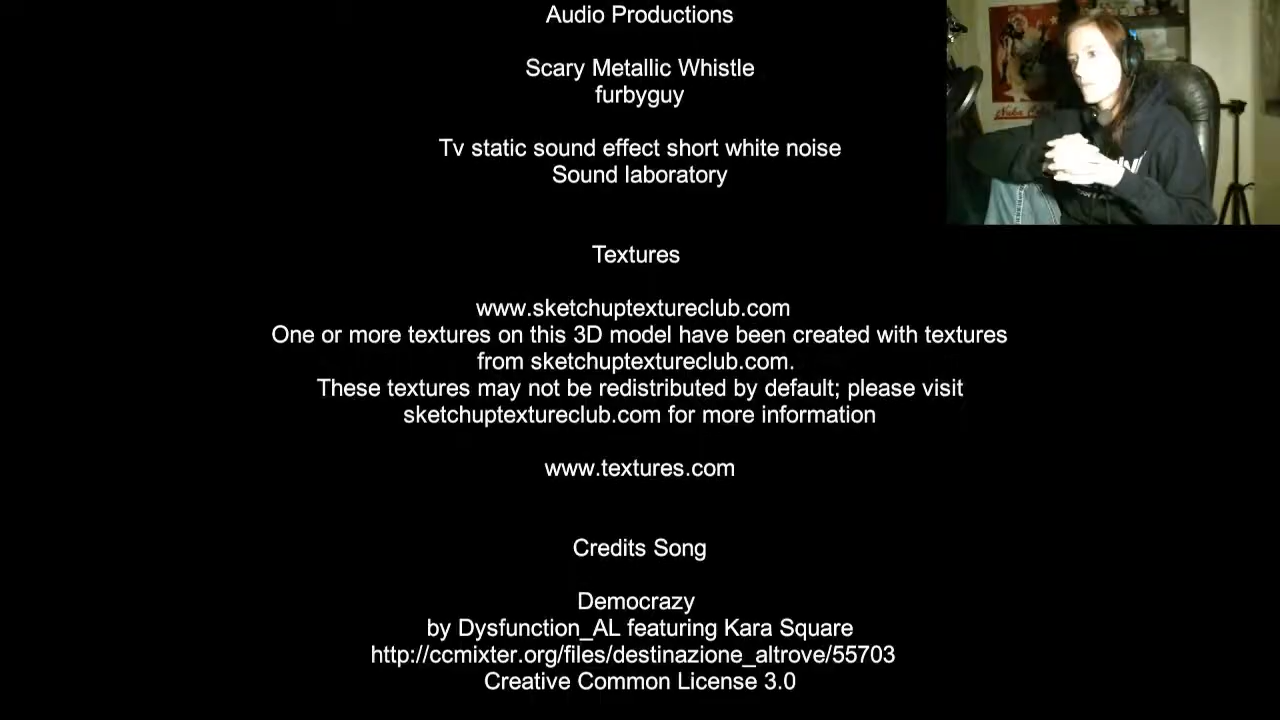 Audio Productions
Scary Metallic Whistle
furbyguy
Tv static sound effect short white noise
Sound laboratory
Textures
www.sketchuptextureclub.com
One or more textures on this 3D model have been created with textures
from sketchuptextureclub.com.
These textures may not be redistributed by default; please visit
sketchuptextureclub.com for more information
www.textures.com
Credits Song
Democrazy
by Dysfunction_AL featuring Kara Square
http://ccmixter.org/files/destinazione_altrove/55703
Creative Common License 3.0